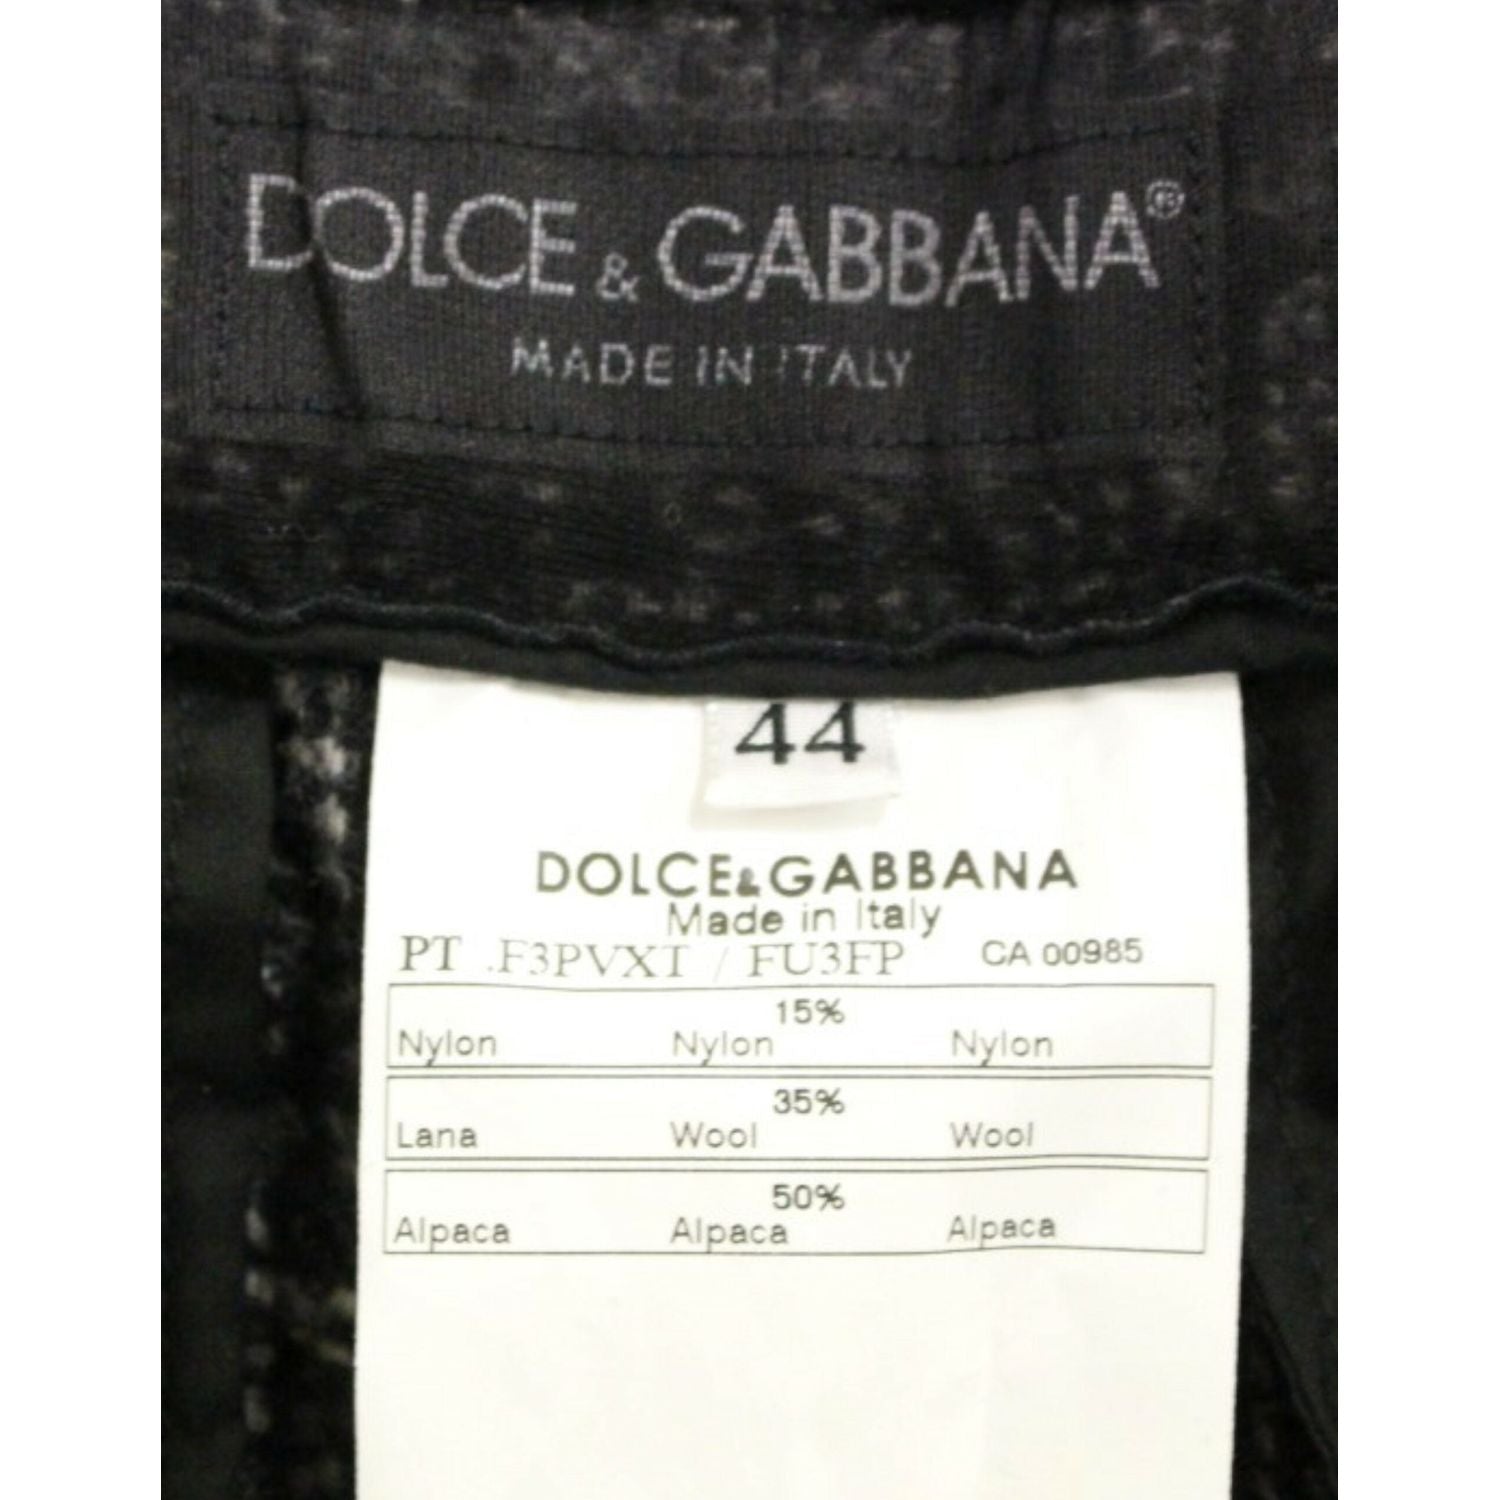 DOLCE & GABBANA®
MADE IN ITALY
44
DOLCE&GABBANA
Made in Italy
PT .F3PVXT / FU3FP CA 00985
15%
Nylon Nylon Nylon
35%
Lana Wool Wool
50%
Alpaca Alpaca Alpaca